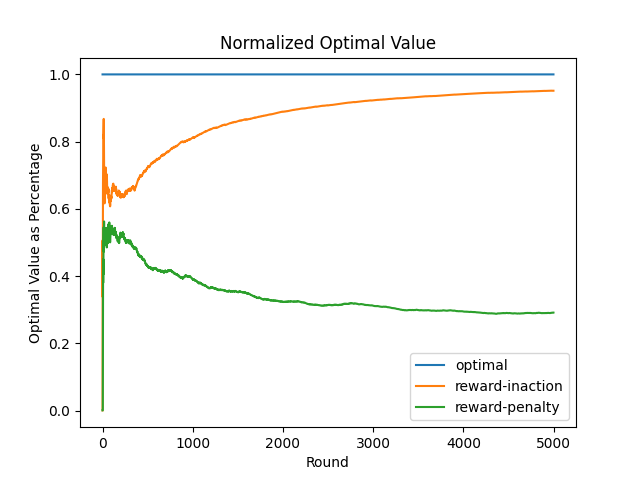 Normalized Optimal Value
Optimal Value as Percentage
1.0
0.8
0.6
0.4
0.2
0.0
optimal
reward-inaction
reward-penalty
0 1000 2000 3000 4000 5000
Round